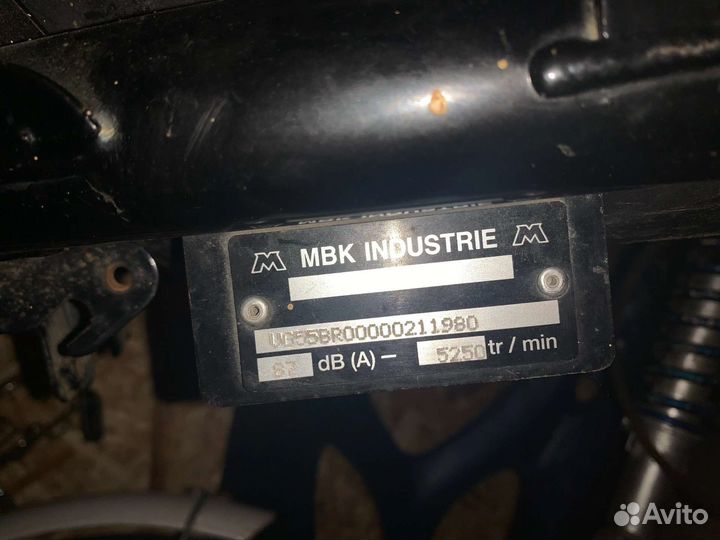 MBK INDUSTRIE
VG55BR00000211980
82 dB (A) – 5250 tr / min
Avito